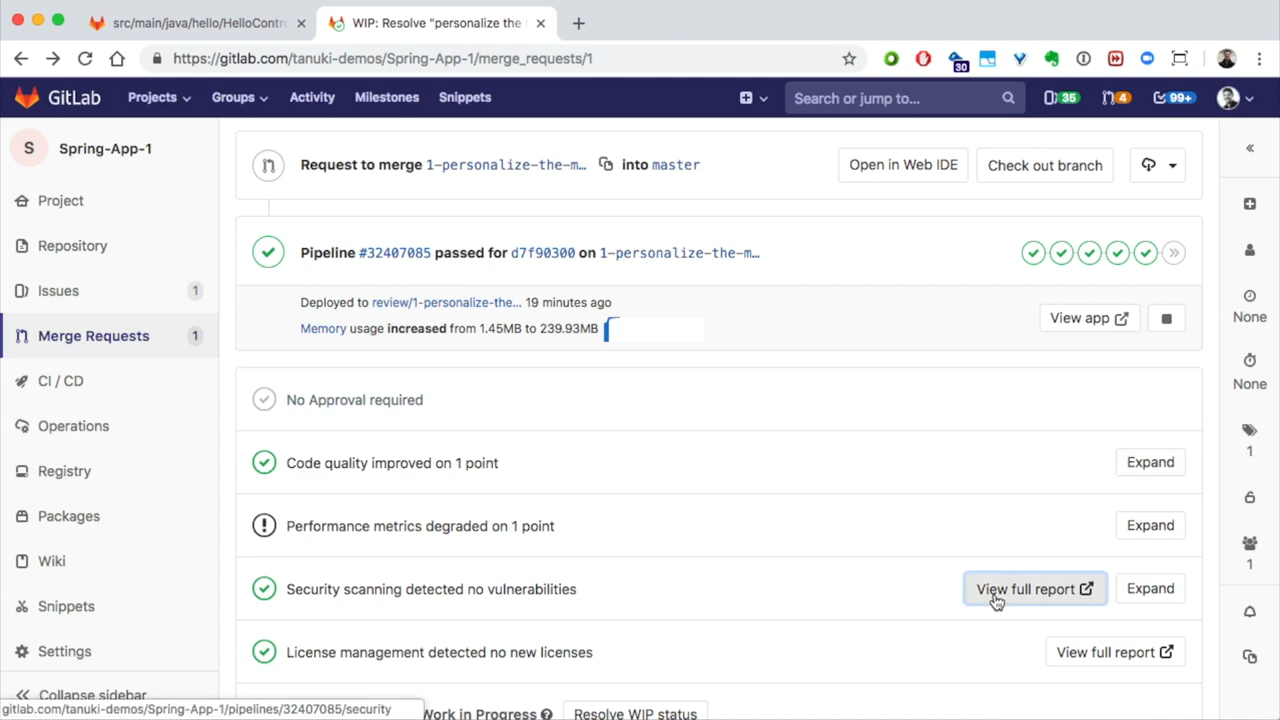 src/main/java/hello/HelloContro
WIP: Resolve "personalize the
https://gitlab.com/tanuki-demos/Spring-App-1/merge_requests/1
30
GitLab Projects Groups Activity Milestones Snippets Search or jump to... 35 4 99+
S Spring-App-1
Project
Repository
Issues 1
Merge Requests 1
CI / CD
Operations
Registry
Packages
Wiki
Snippets
Settings
Collapse sidebar
Request to merge 1-personalize-the-m... into master Open in Web IDE Check out branch
Pipeline #32407085 passed for d7f90300 on 1-personalize-the-m...
Deployed to review/1-personalize-the... 19 minutes ago
Memory usage increased from 1.45MB to 239.93MB
View app
No Approval required
Code quality improved on 1 point Expand
Performance metrics degraded on 1 point Expand
Security scanning detected no vulnerabilities View full report Expand
License management detected no new licenses View full report
Work in Progress Resolve WIP status
None
None
1
1
gitlab.com/tanuki-demos/Spring-App-1/pipelines/32407085/security